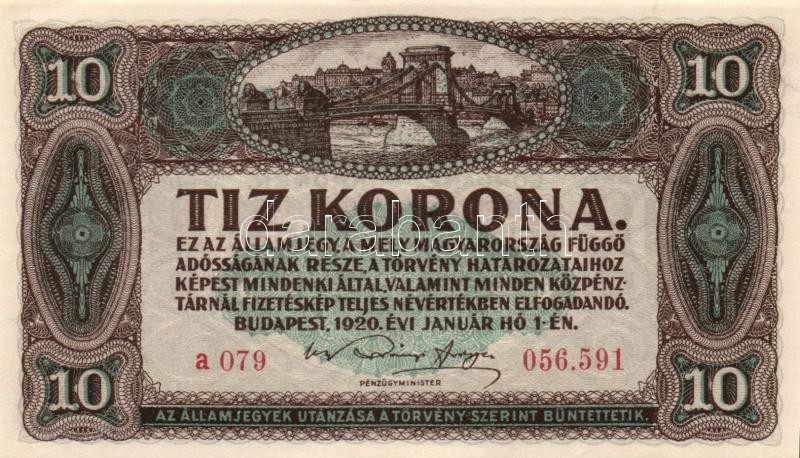 10 10
TIZ KORONA.
darabanth
EZ AZ ÁLLAMJEGY, A MELY MAGYARORSZÁG FÜGGŐ
ADÓSSÁGÁNAK RÉSZE, A TÖRVÉNY HATÁROZATAIHOZ
KÉPEST MINDENKI ÁLTAL, VALAMINT MINDEN KÖZPÉNZ-
TÁRNÁL FIZETÉSKÉP TELJES NÉVÉRTÉKBEN ELFOGADANDÓ.
BUDAPEST, 1920. ÉVI JANUÁR HÓ 1-ÉN.
a 079 056.591
PÉNZÜGYMINISTER
10 10
AZ ÁLLAMJEGYEK UTÁNZÁSA A TÖRVÉNY SZERINT BÜNTETTETIK.